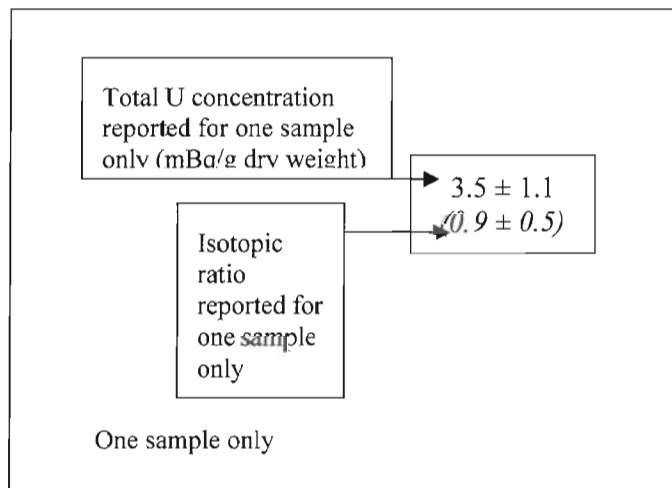 Total U concentration
reported for one sample
only (mBq/g dry weight)
3.5 ± 1.1
(0.9 ± 0.5)
Isotopic
ratio
reported for
one sample
only
One sample only